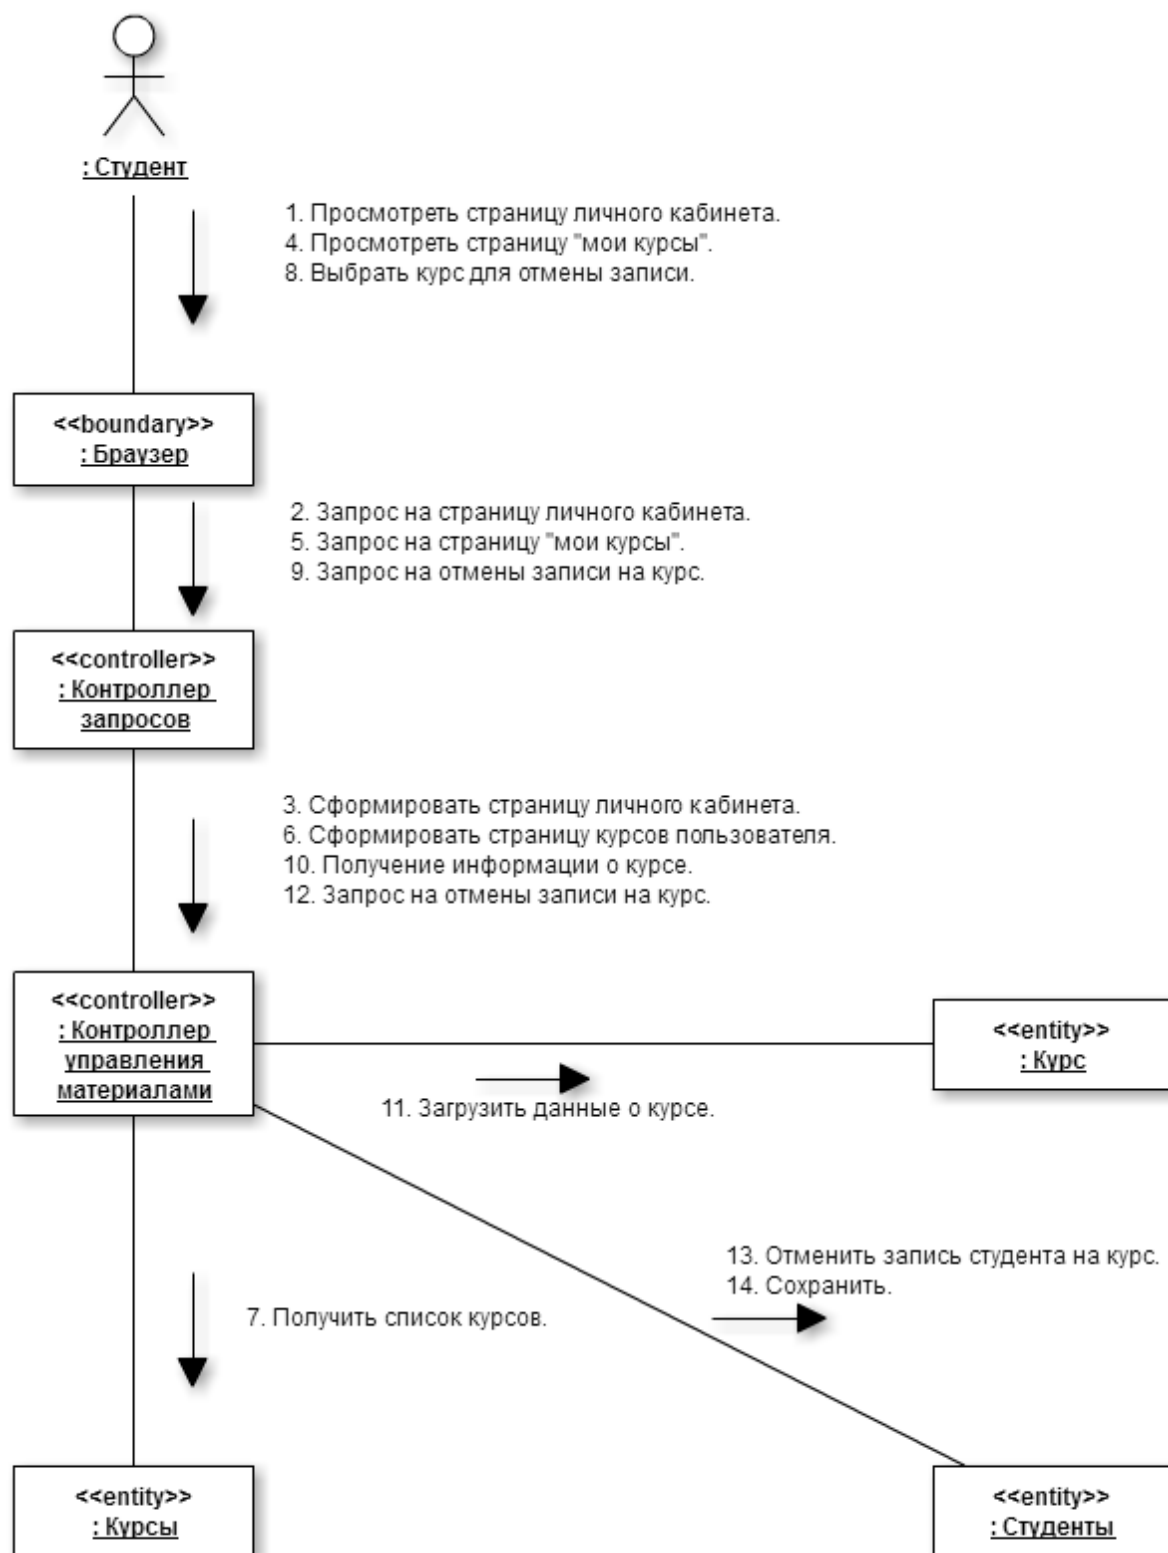 : Студент
1. Просмотреть страницу личного кабинета.
4. Просмотреть страницу "мои курсы".
8. Выбрать курс для отмены записи.
<<boundary>>
: Браузер
2. Запрос на страницу личного кабинета.
5. Запрос на страницу "мои курсы".
9. Запрос на отмены записи на курс.
<<controller>>
: Контроллер
запросов
3. Сформировать страницу личного кабинета.
6. Сформировать страницу курсов пользователя.
10. Получение информации о курсе.
12. Запрос на отмены записи на курс.
<<controller>>
: Контроллер
управления
материалами
<<entity>>
: Курс
11. Загрузить данные о курсе.
13. Отменить запись студента на курс.
14. Сохранить.
7. Получить список курсов.
<<entity>>
: Курсы
<<entity>>
: Студенты